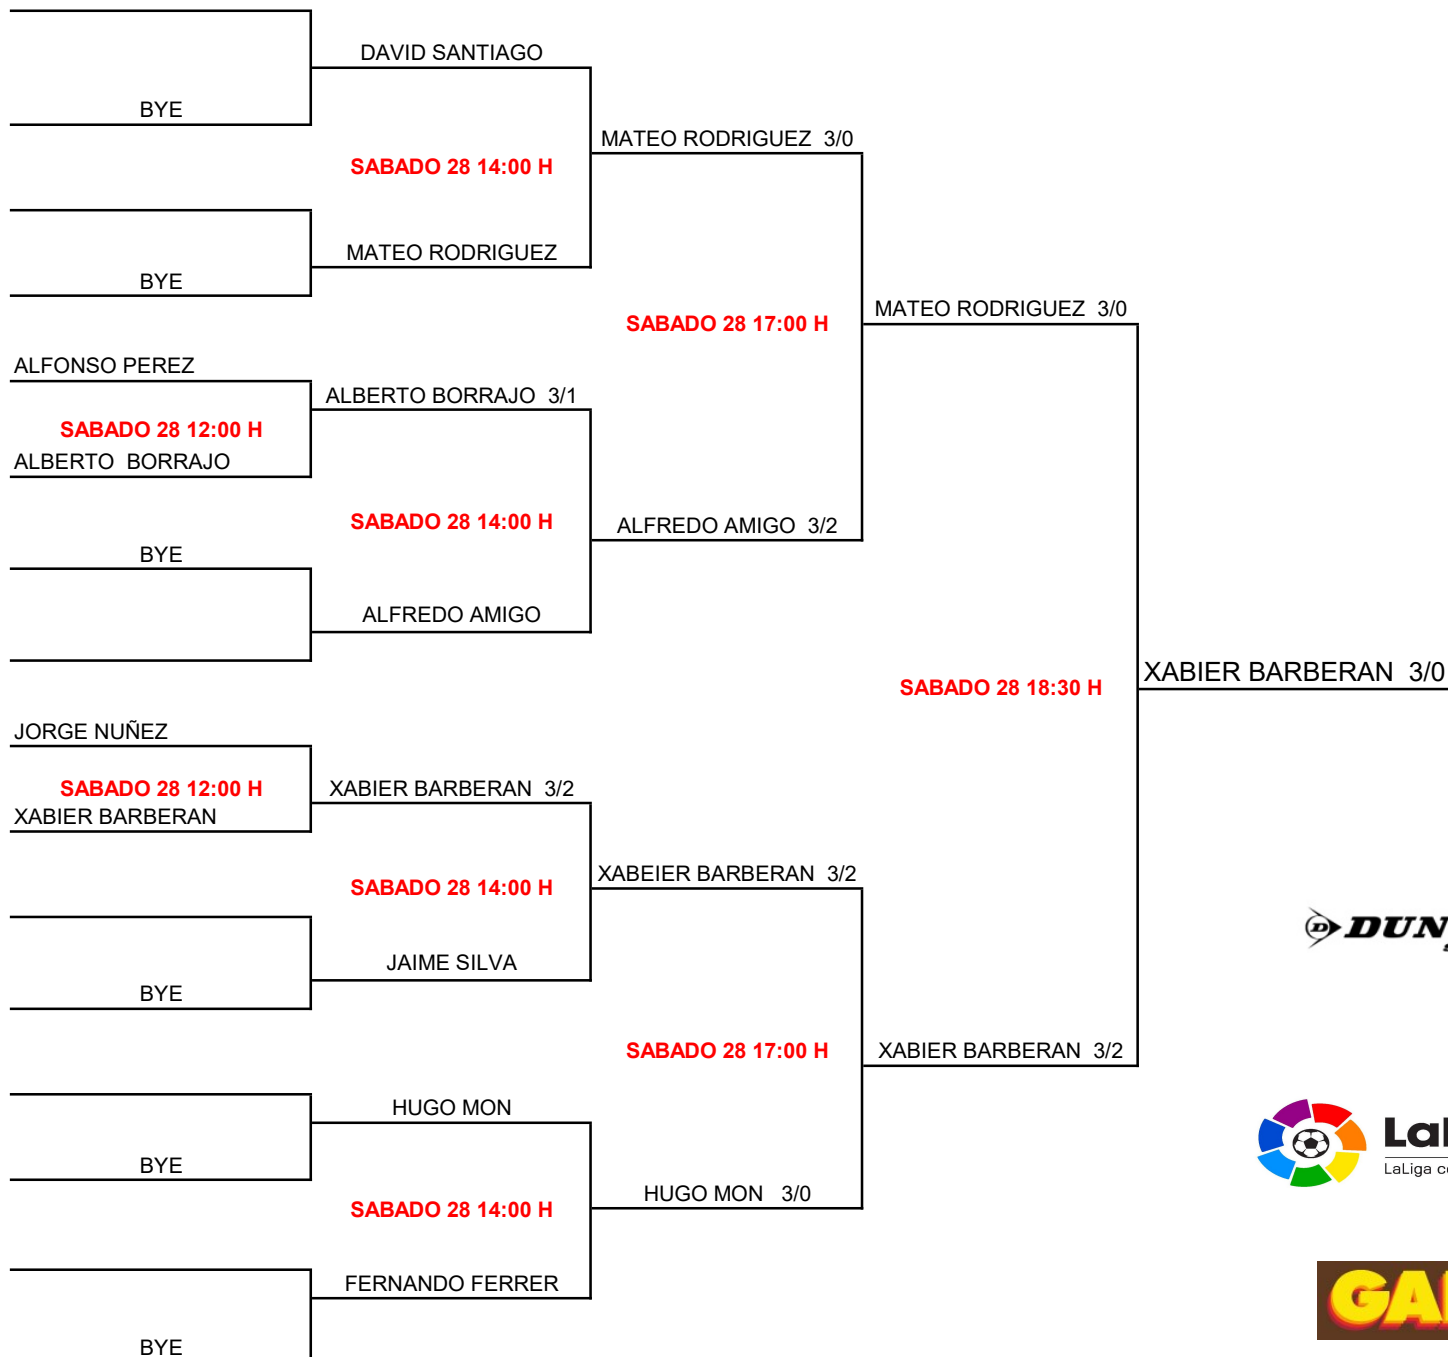 DAVID SANTIAGO
BYE
MATEO RODRIGUEZ 3/0
SABADO 28 14:00 H
MATEO RODRIGUEZ
BYE
MATEO RODRIGUEZ 3/0
SABADO 28 17:00 H
ALFONSO PEREZ
ALBERTO BORRAJO 3/1
SABADO 28 12:00 H
ALBERTO BORRAJO
SABADO 28 14:00 H
ALFREDO AMIGO 3/2
BYE
ALFREDO AMIGO
XABIER BARBERAN 3/0
SABADO 28 18:30 H
JORGE NUÑEZ
SABADO 28 12:00 H
XABIER BARBERAN 3/2
XABIER BARBERAN
XABEIER BARBERAN 3/2
SABADO 28 14:00 H
JAIME SILVA
BYE
SABADO 28 17:00 H
XABIER BARBERAN 3/2
HUGO MON
BYE
HUGO MON 3/0
SABADO 28 14:00 H
FERNANDO FERRER
BYE
D DUN
LaLiga